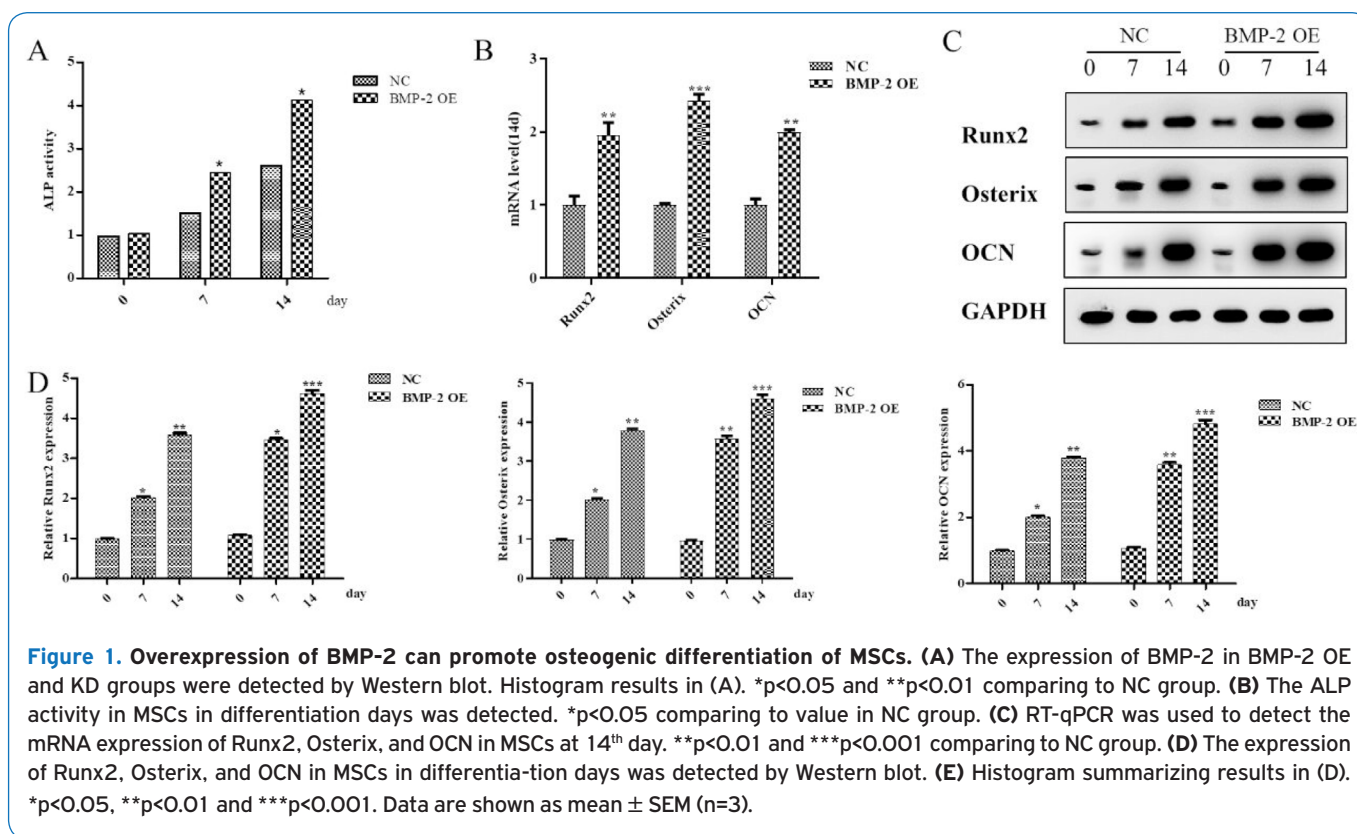 A
ALP activity
5
4
3
2
1
0
0
7
14
day
NC
BMP-2 OE
*
*
B
mRNA level(14d)
4
3
2
1
0
Runx2
Osterix
OCN
NC
BMP-2 OE
**
***
**
C
NC BMP-2 OE
0 7 14 0 7 14
Runx2
Osterix
OCN
GAPDH
D
Relative Runx2 expression
5
4
3
2
1
0
0 7 14 0 7 14 day
NC
BMP-2 OE
* ** * ***
Relative Osterix expression
5
4
3
2
1
0
0 7 14 0 7 14 day
NC
BMP-2 OE
* ** ** ***
Relative OCN expression
6
4
2
0
0 7 14 0 7 14 day
NC
BMP-2 OE
* ** ** ***
Figure 1. Overexpression of BMP-2 can promote osteogenic differentiation of MSCs. (A) The expression of BMP-2 in BMP-2 OE
and KD groups were detected by Western blot. Histogram results in (A). *p<0.05 and **p<0.01 comparing to NC group. (B) The ALP
activity in MSCs in differentiation days was detected. *p<0.05 comparing to value in NC group. (C) RT-qPCR was used to detect the
mRNA expression of Runx2, Osterix, and OCN in MSCs at 14th day. **p<0.01 and ***p<0.001 comparing to NC group. (D) The expression
of Runx2, Osterix, and OCN in MSCs in differentia-tion days was detected by Western blot. (E) Histogram summarizing results in (D).
*p<0.05, **p<0.01 and ***p<0.001. Data are shown as mean ± SEM (n=3).